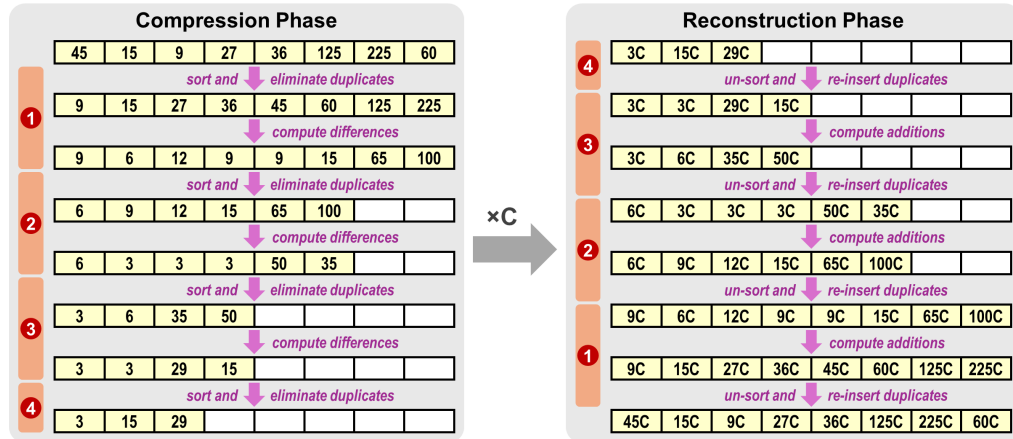 Compression Phase
45 15 9 27 36 125 225 60
sort and eliminate duplicates
1
9 15 27 36 45 60 125 225
compute differences
9 6 12 9 9 15 65 100
sort and eliminate duplicates
2
6 9 12 15 65 100
compute differences
6 3 3 3 50 35
sort and eliminate duplicates
3
3 6 35 50
compute differences
3 3 29 15
sort and eliminate duplicates
4
3 15 29
×C
Reconstruction Phase
3C 15C 29C
4
un-sort and re-insert duplicates
3C 3C 29C 15C
3
compute additions
3C 6C 35C 50C
un-sort and re-insert duplicates
6C 3C 3C 3C 50C 35C
2
compute additions
6C 9C 12C 15C 65C 100C
un-sort and re-insert duplicates
9C 6C 12C 9C 9C 15C 65C 100C
1
compute additions
9C 15C 27C 36C 45C 60C 125C 225C
un-sort and re-insert duplicates
45C 15C 9C 27C 36C 125C 225C 60C